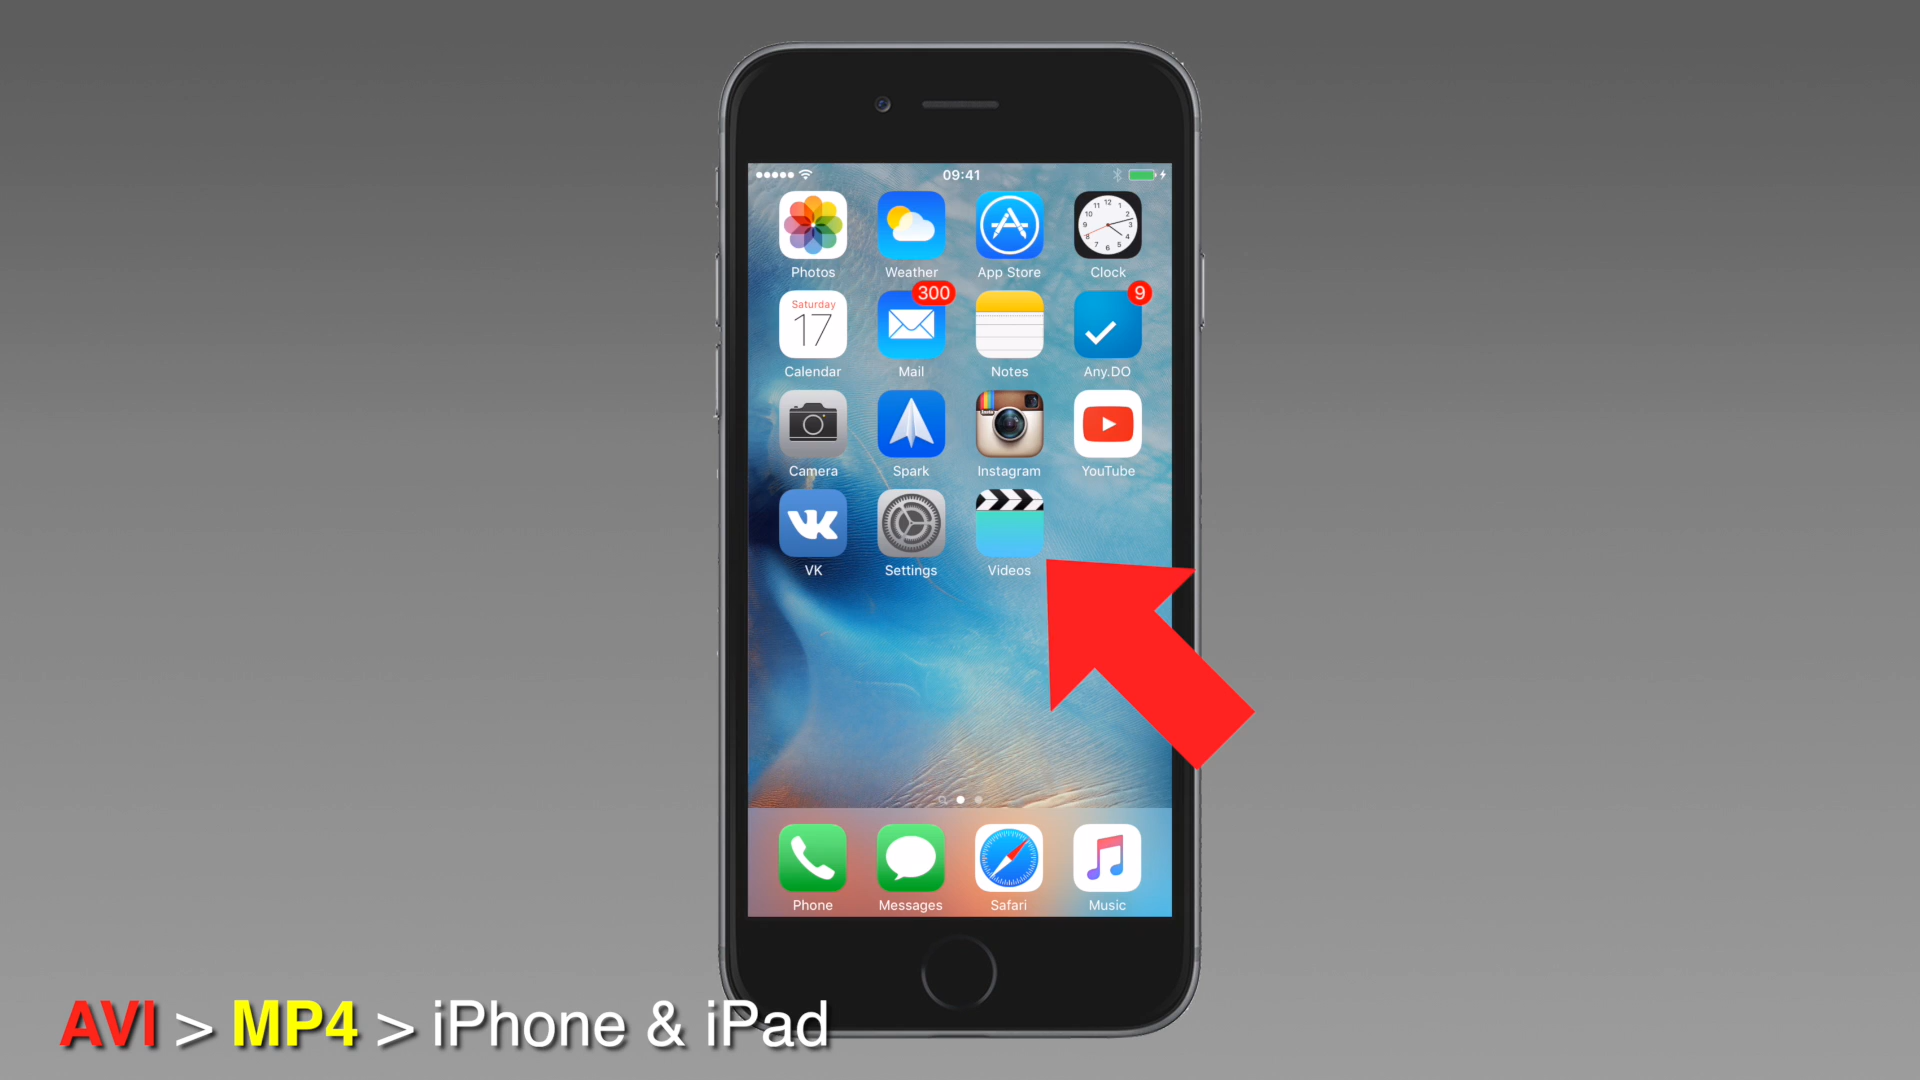 09:41
Photos Weather App Store Clock
Saturday
17
300
9
Calendar Mail Notes Any.DO
Camera Spark Instagram YouTube
VK Settings Videos
Phone Messages Safari Music
AVI > MP4 > iPhone & iPad